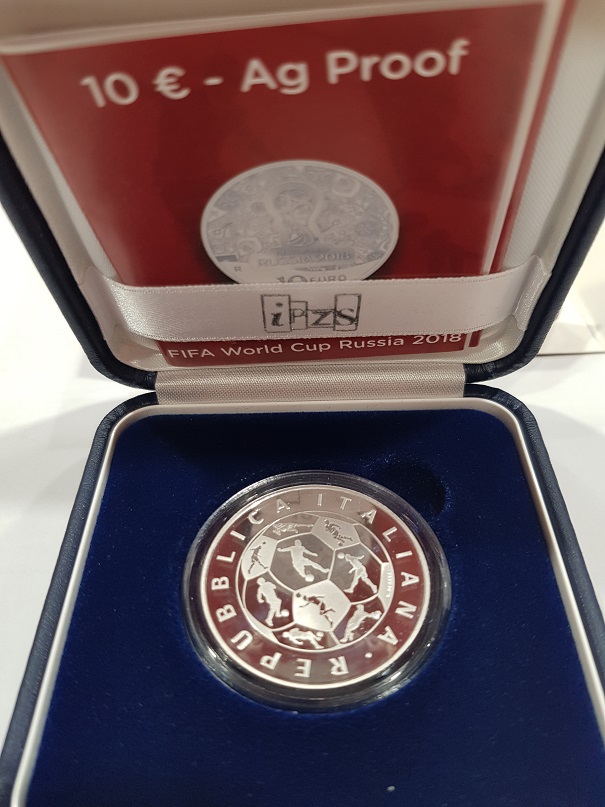 10 € - Ag Proof
RUSSIA 2018
10 EURO
ipzs
FIFA World Cup Russia 2018
REPUBBLICA ITALIANA